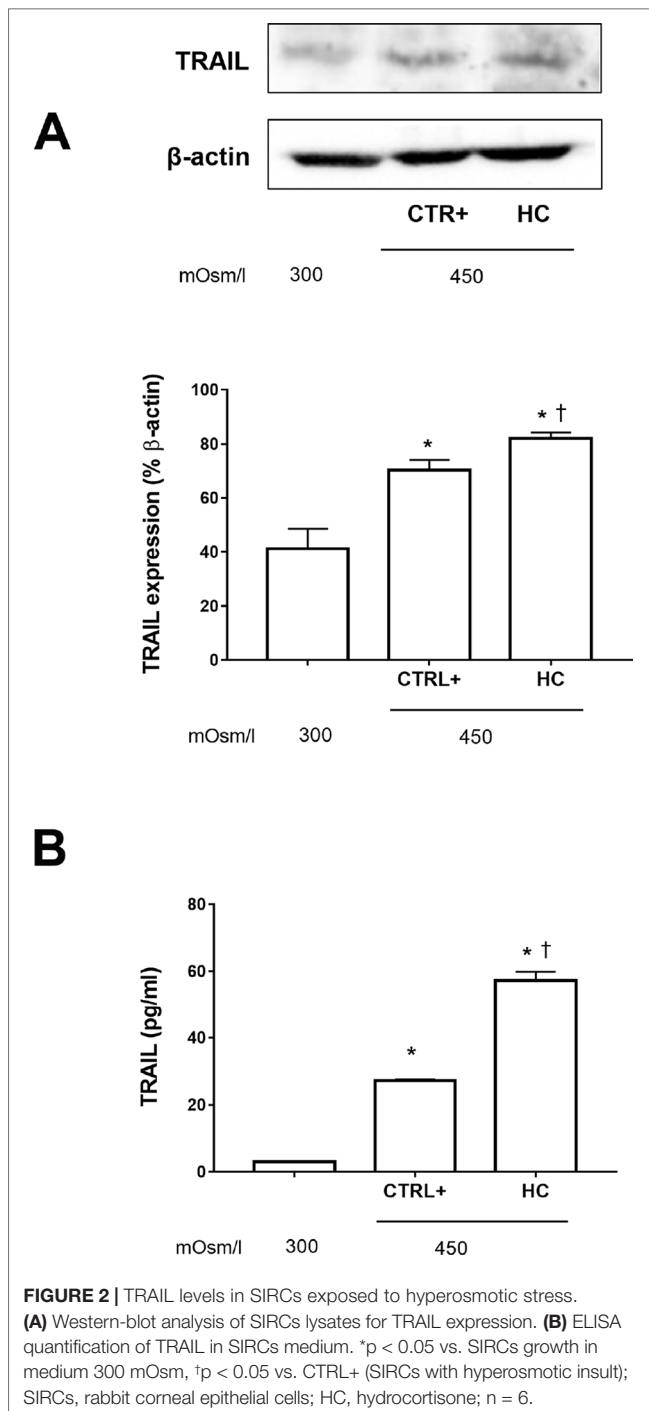 TRAIL
A
β-actin
CTR+ HC
mOsm/l 300 450
TRAIL expression (% β-actin)
100
80
60
40
20
0
*
* †
CTRL+ HC
mOsm/l 300 450
B
TRAIL (pg/ml)
80
60
40
20
0
*
* †
CTRL+ HC
mOsm/l 300 450
FIGURE 2 | TRAIL levels in SIRCs exposed to hyperosmotic stress.
(A) Western-blot analysis of SIRCs lysates for TRAIL expression. (B) ELISA
quantification of TRAIL in SIRCs medium. *p < 0.05 vs. SIRCs growth in
medium 300 mOsm, †p < 0.05 vs. CTRL+ (SIRCs with hyperosmotic insult);
SIRCs, rabbit corneal epithelial cells; HC, hydrocortisone; n = 6.